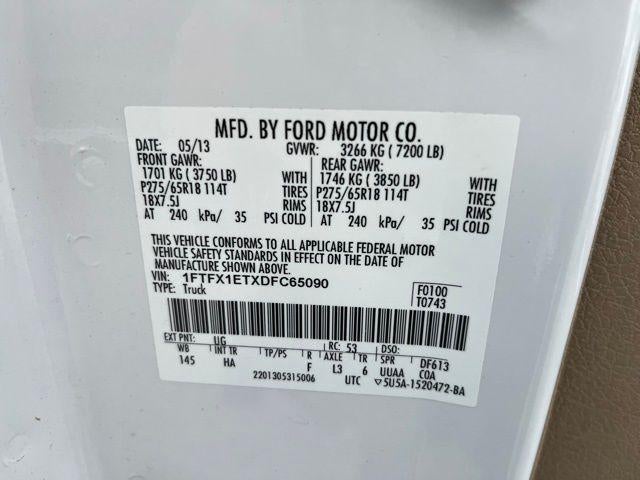 MFD. BY FORD MOTOR CO.
DATE: 05/13 GVWR: 3266 KG ( 7200 LB)
FRONT GAWR: REAR GAWR:
1701 KG ( 3750 LB) WITH 1746 KG ( 3850 LB) WITH
P275/65R18 114T TIRES P275/65R18 114T TIRES
18X7.5J RIMS 18X7.5J RIMS
AT 240 kPa/ 35 PSI COLD AT 240 kPa/ 35 PSI COLD
THIS VEHICLE CONFORMS TO ALL APPLICABLE FEDERAL MOTOR
VEHICLE SAFETY STANDARDS IN EFFECT ON THE DATE OF
MANUFACTURE SHOWN ABOVE.
VIN: 1FTFX1ETXDFC65090 F0100
TYPE: Truck T0743
EXT PNT: UG RC: 53 DSO:
WB INT TR TP/PS R AXLE TR SPR DF613
145 HA F L3 6 UUAA COA
2201305315006 UTC ▽5U5A-1520472-BA